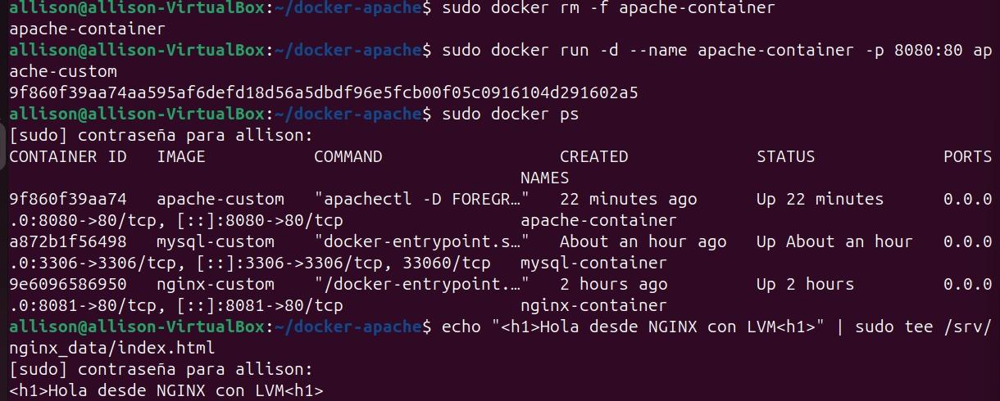 allison@allison-VirtualBox:~/docker-apache$ sudo docker rm -f apache-container
apache-container
allison@allison-VirtualBox:~/docker-apache$ sudo docker run -d --name apache-container -p 8080:80 ap
ache-custom
9f860f39aa74aa595af6defd18d56a5dbdf96e5fcb00f05c0916104d291602a5
allison@allison-VirtualBox:~/docker-apache$ sudo docker ps
[sudo] contraseña para allison:
CONTAINER ID   IMAGE           COMMAND                  CREATED             STATUS             PORTS
                                                    NAMES
9f860f39aa74   apache-custom   "apachectl -D FOREGR…"   22 minutes ago      Up 22 minutes      0.0.0
.0:8080->80/tcp, [::]:8080->80/tcp                  apache-container
a872b1f56498   mysql-custom    "docker-entrypoint.s…"   About an hour ago   Up About an hour   0.0.0
.0:3306->3306/tcp, [::]:3306->3306/tcp, 33060/tcp   mysql-container
9e6096586950   nginx-custom    "/docker-entrypoint.…"   2 hours ago         Up 2 hours         0.0.0
.0:8081->80/tcp, [::]:8081->80/tcp                  nginx-container
allison@allison-VirtualBox:~/docker-apache$ echo "<h1>Hola desde NGINX con LVM<h1>" | sudo tee /srv/
nginx_data/index.html
[sudo] contraseña para allison:
<h1>Hola desde NGINX con LVM<h1>